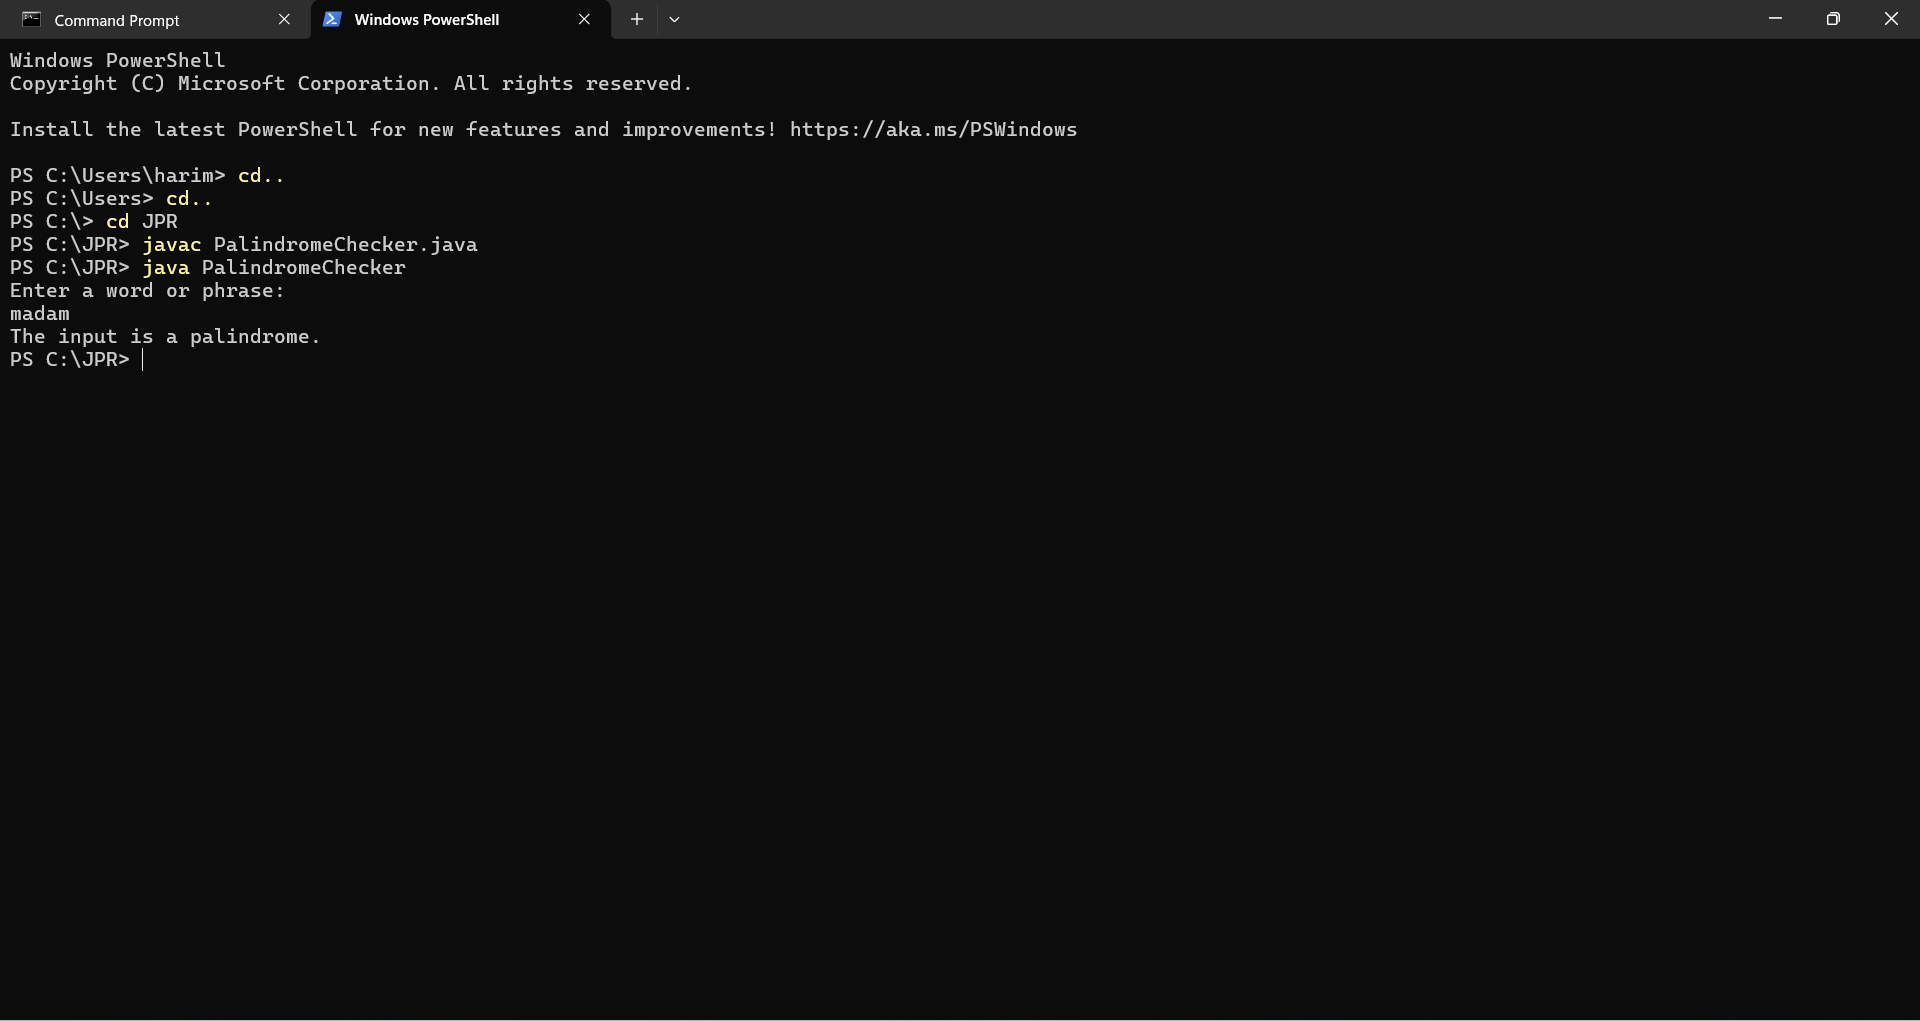 Command Prompt
Windows PowerShell
Windows PowerShell
Copyright (C) Microsoft Corporation. All rights reserved.
Install the latest PowerShell for new features and improvements! https://aka.ms/PSWindows
PS C:\Users\harim> cd..
PS C:\Users> cd..
PS C:\> cd JPR
PS C:\JPR> javac PalindromeChecker.java
PS C:\JPR> java PalindromeChecker
Enter a word or phrase:
madam
The input is a palindrome.
PS C:\JPR>